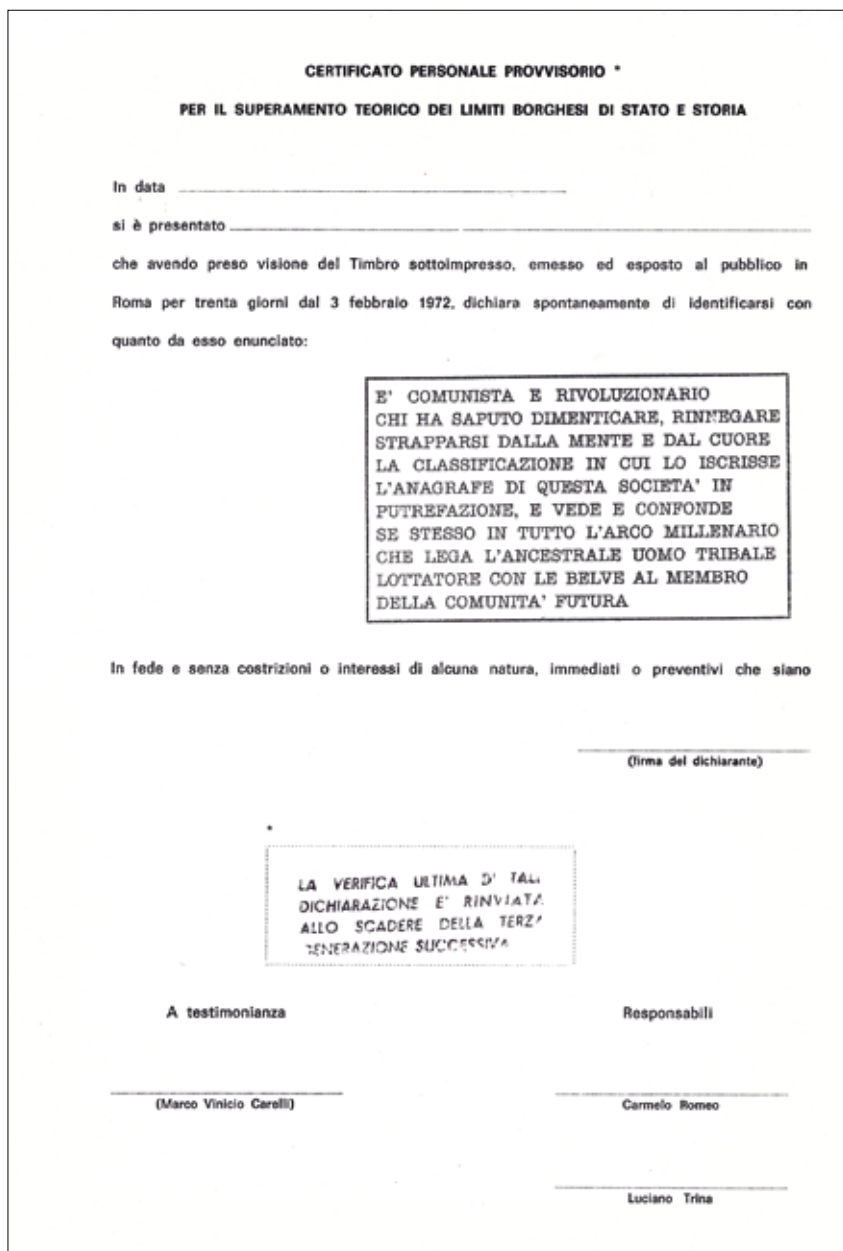 CERTIFICATO PERSONALE PROVVISORIO *
PER IL SUPERAMENTO TEORICO DEI LIMITI BORGHESI DI STATO E STORIA
In data
si è presentato
che avendo preso visione del Timbro sottoimpresso, emesso ed esposto al pubblico in
Roma per trenta giorni dal 3 febbraio 1972, dichiara spontaneamente di identificarsi con
quanto da esso enunciato:
E' COMUNISTA E RIVOLUZIONARIO
CHI HA SAPUTO DIMENTICARE, RINNEGARE
STRAPPARSI DALLA MENTE E DAL CUORE
LA CLASSIFICAZIONE IN CUI LO ISCRISSE
L'ANAGRAFE DI QUESTA SOCIETA' IN
PUTREFAZIONE, E VEDE E CONFONDE
SE STESSO IN TUTTO L'ARCO MILLENARIO
CHE LEGA L'ANCESTRALE UOMO TRIBALE
LOTTATORE CON LE BELVE AL MEMBRO
DELLA COMUNITA' FUTURA
In fede e senza costrizioni o interessi di alcuna natura, immediati o preventivi che siano
(firma del dichiarante)
*
LA VERIFICA ULTIMA DI TALE
DICHIARAZIONE E' RINVIATA
ALLO SCADERE DELLA TERZA
GENERAZIONE SUCCESSIVA
A testimonianza
Responsabili
(Marco Vinicio Carelli)
Carmelo Romeo
Luciano Trina